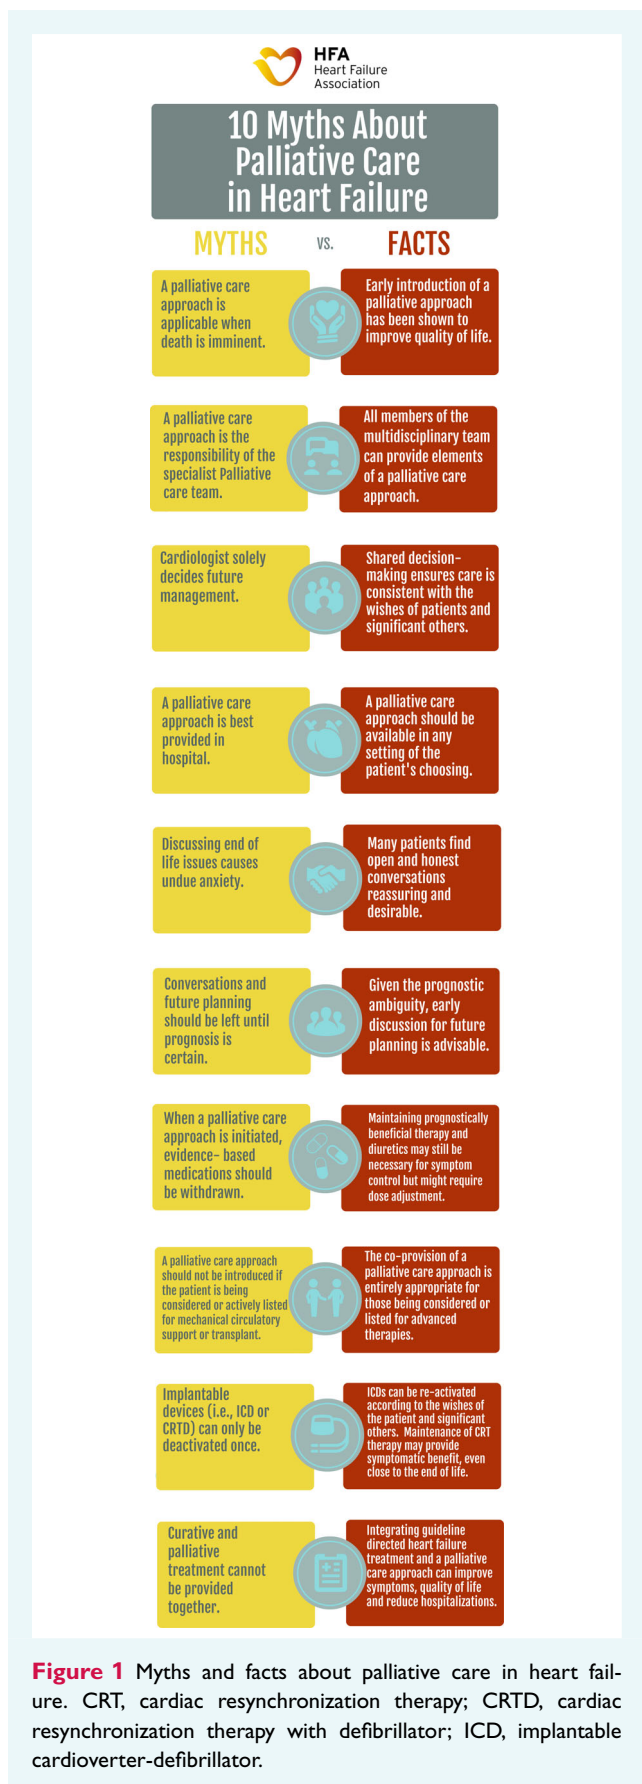 HFA
Heart Failure
Association
10 Myths About
Palliative Care
in Heart Failure
MYTHS vs. FACTS
A palliative care
approach is
applicable when
death is imminent.
Early introduction of a
palliative approach
has been shown to
improve quality of life.
A palliative care
approach is the
responsibility of the
specialist Palliative
care team.
All members of the
multidisciplinary team
can provide elements
of a palliative care
approach.
Cardiologist solely
decides future
management.
Shared decision-
making ensures care is
consistent with the
wishes of patients and
significant others.
A palliative care
approach is best
provided in
hospital.
A palliative care
approach should be
available in any
setting of the
patient's choosing.
Discussing end of
life issues causes
undue anxiety.
Many patients find
open and honest
conversations
reassuring and
desirable.
Conversations and
future planning
should be left until
prognosis is
certain.
Given the prognostic
ambiguity, early
discussion for future
planning is advisable.
When a palliative care
approach is initiated,
evidence- based
medications should
be withdrawn.
Maintaining prognostically
beneficial therapy and
diuretics may still be
necessary for symptom
control but might require
dose adjustment.
A palliative care approach
should not be introduced if
the patient is being
considered or actively listed
for mechanical circulatory
support or transplant.
The co-provision of a
palliative care approach is
entirely appropriate for
those being considered or
listed for advanced
therapies.
Implantable
devices (i.e., ICD or
CRTD) can only be
deactivated once.
ICDs can be re-activated
according to the wishes of
the patient and significant
others. Maintenance of CRT
therapy may provide
symptomatic benefit, even
close to the end of life.
Curative and
palliative
treatment cannot
be provided
together.
Integrating guideline
directed heart failure
treatment and a palliative
care approach can improve
symptoms, quality of life
and reduce hospitalizations.
Figure 1 Myths and facts about palliative care in heart fail-
ure. CRT, cardiac resynchronization therapy; CRTD, cardiac
resynchronization therapy with defibrillator; ICD, implantable
cardioverter-defibrillator.